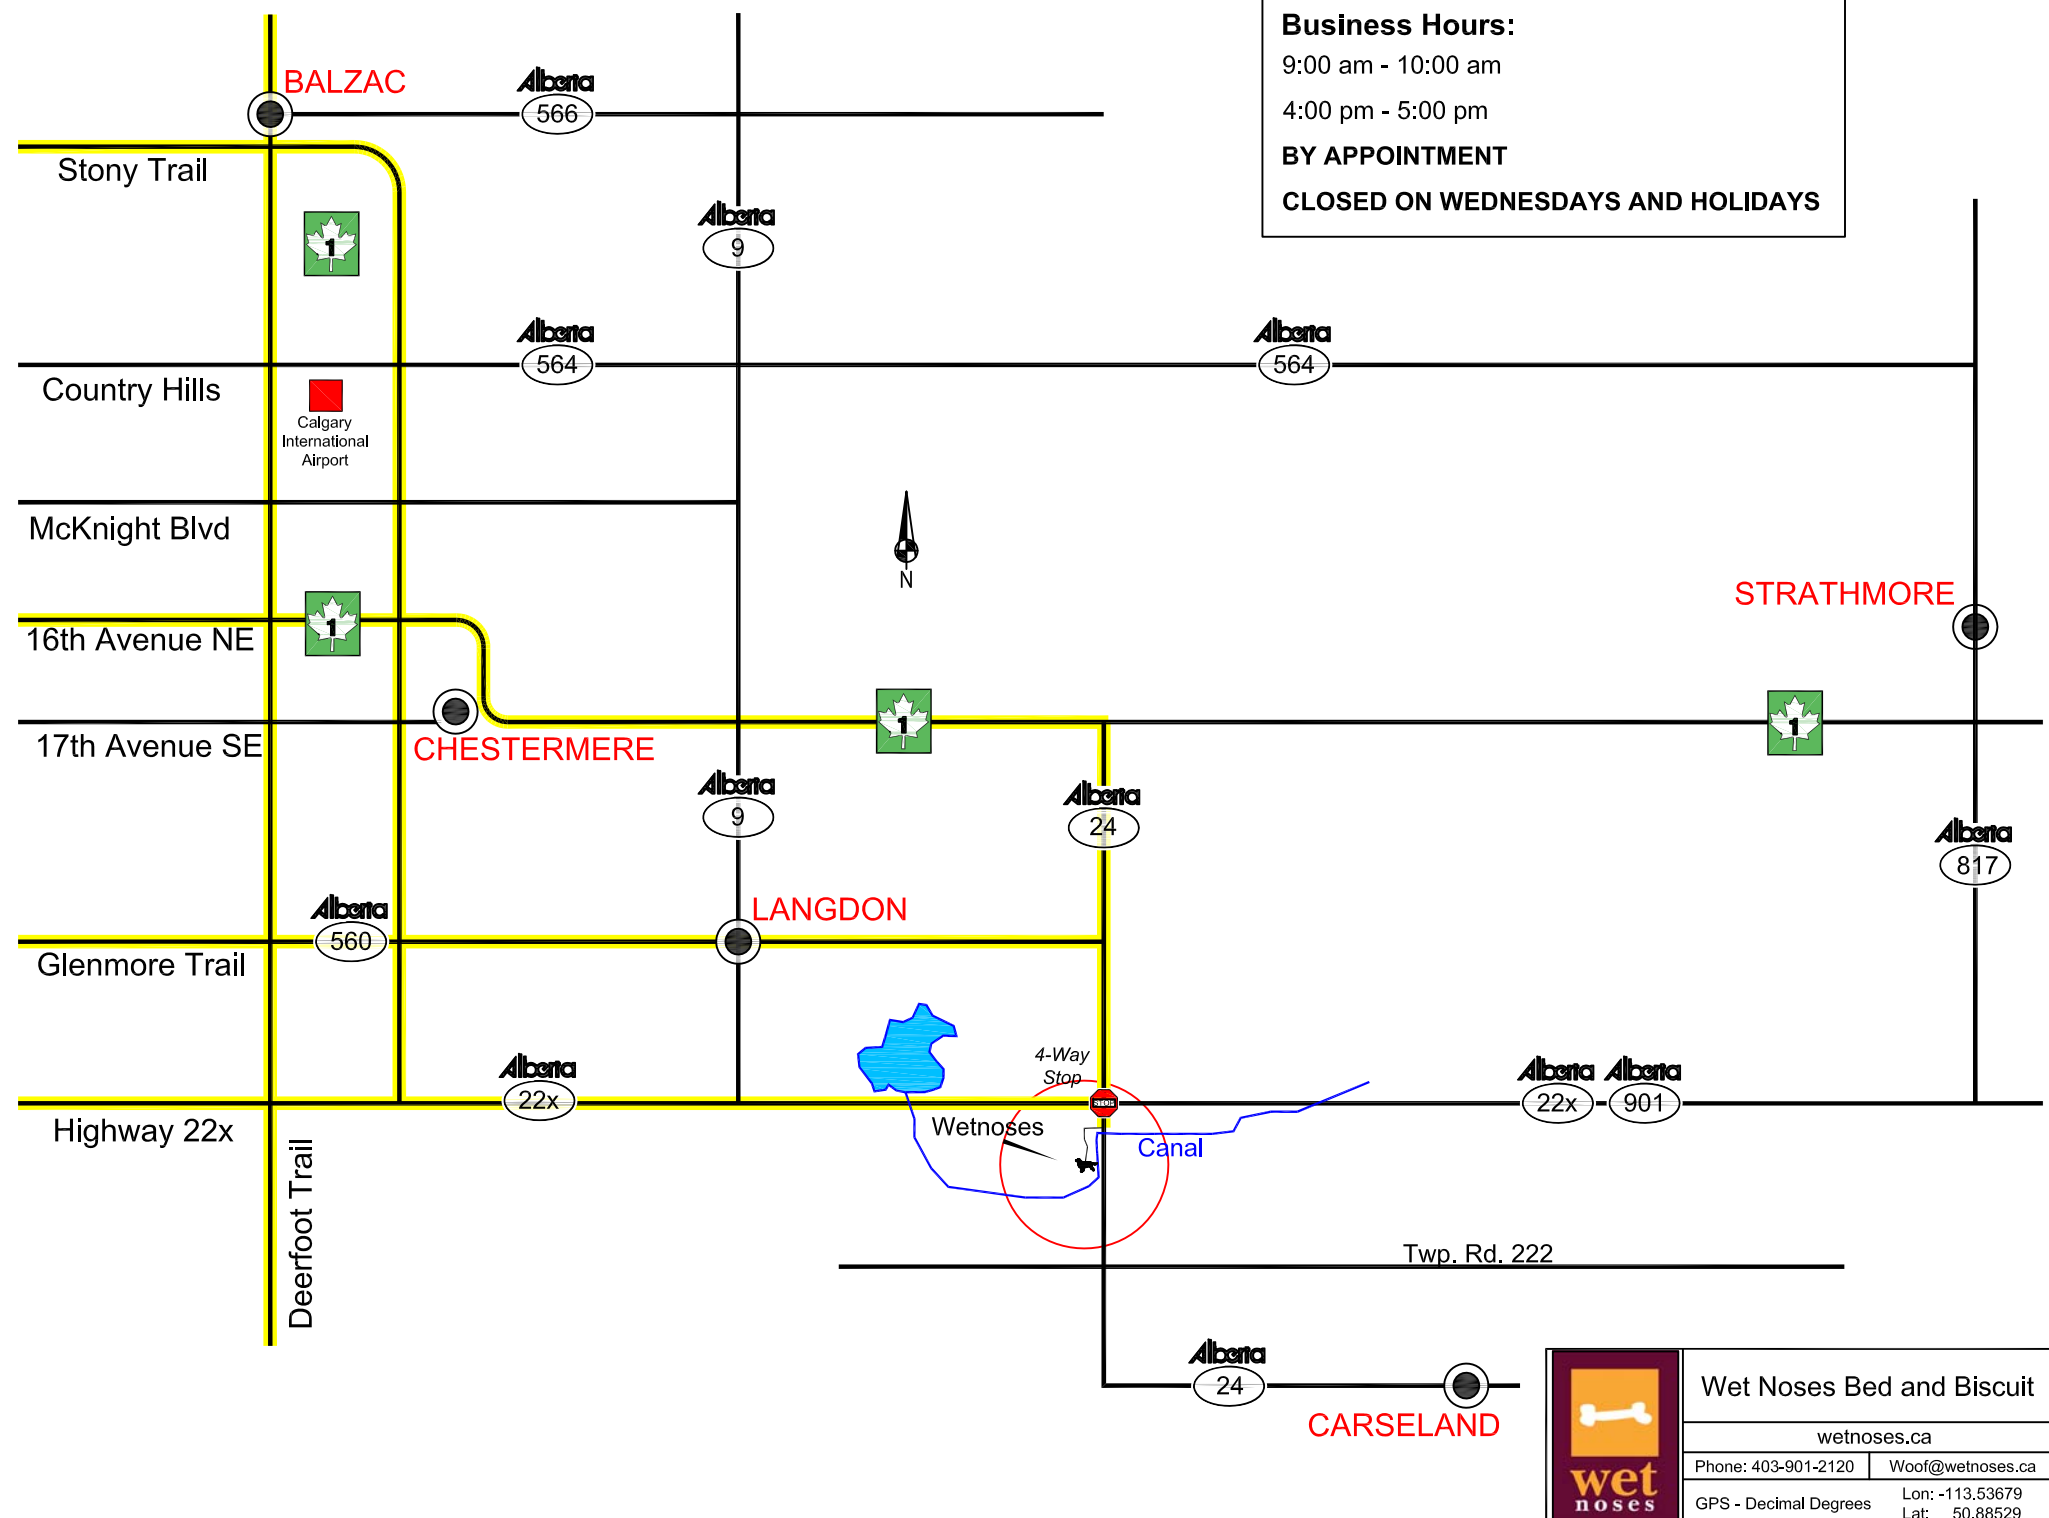 Business Hours:
9:00 am - 10:00 am
4:00 pm - 5:00 pm
BY APPOINTMENT
CLOSED ON WEDNESDAYS AND HOLIDAYS
BALZAC
Alberta
566
Stony Trail
1
Alberta
9
Alberta
564
Alberta
564
Country Hills
Calgary
International
Airport
McKnight Blvd
N
STRATHMORE
1
16th Avenue NE
1
1
17th Avenue SE
CHESTERMERE
Alberta
9
Alberta
24
Alberta
817
LANGDON
Alberta
560
Glenmore Trail
4-Way
Stop
Alberta
22x
STOP
Alberta
22x
Alberta
901
Highway 22x
Wetnoses
Canal
Deerfoot Trail
Twp. Rd. 222
Alberta
24
CARSELAND
wet
noses
Wet Noses Bed and Biscuit
wetnoses.ca
Phone: 403-901-2120
Woof@wetnoses.ca
GPS - Decimal Degrees
Lon: -113.53679
Lat: 50.88529